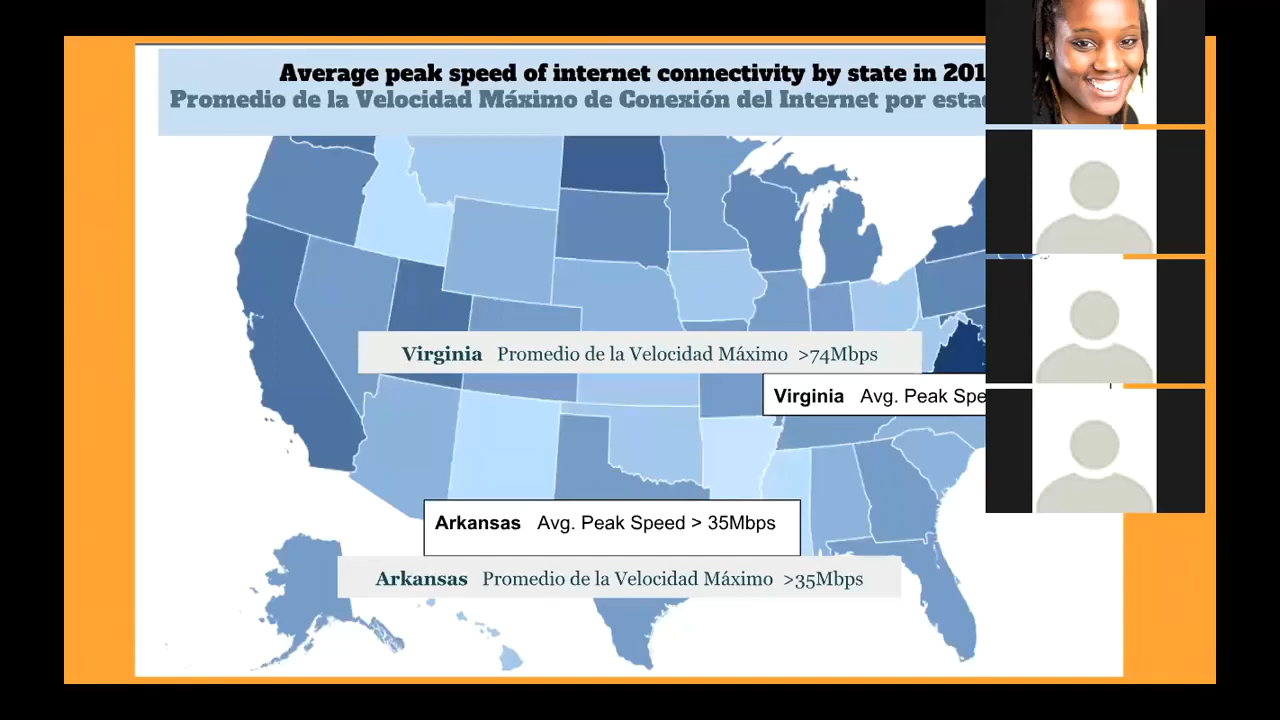 Average peak speed of internet connectivity by state in 201
Promedio de la Velocidad Máximo de Conexión del Internet por esta
Virginia Promedio de la Velocidad Máximo >74Mbps
Virginia Avg. Peak Spe
Arkansas Avg. Peak Speed > 35Mbps
Arkansas Promedio de la Velocidad Máximo >35Mbps